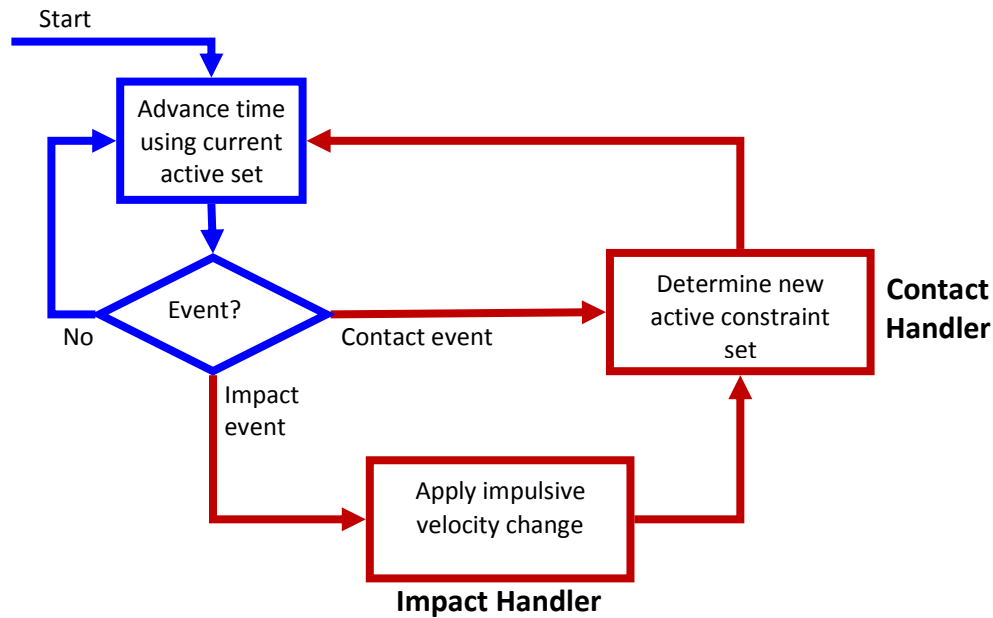 Start
Advance time
using current
active set
Event?
No
Contact event
Impact
event
Determine new
active constraint
set
Contact
Handler
Apply impulsive
velocity change
Impact Handler